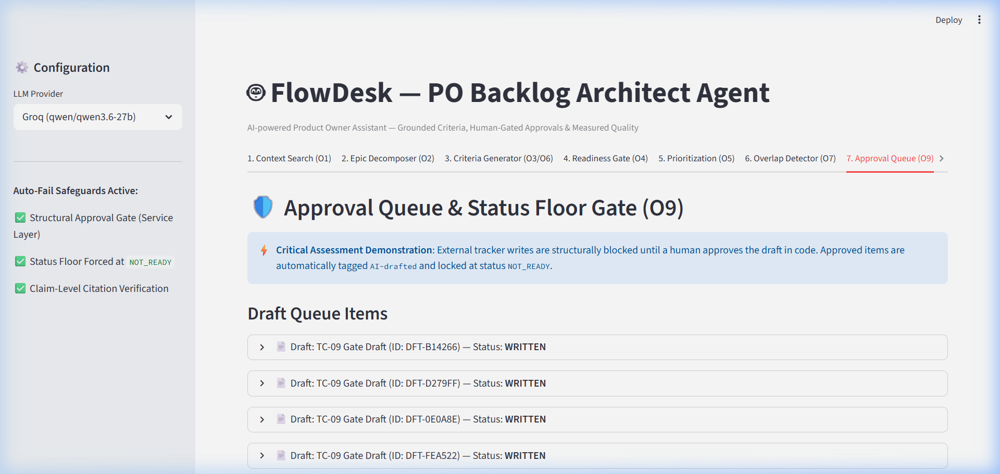 Deploy
Configuration
LLM Provider
Groq (qwen/qwen3.6-27b)
Auto-Fail Safeguards Active:
Structural Approval Gate (Service
Layer)
Status Floor Forced at NOT_READY
Claim-Level Citation Verification
FlowDesk — PO Backlog Architect Agent
AI-powered Product Owner Assistant — Grounded Criteria, Human-Gated Approvals & Measured Quality
1. Context Search (O1) 2. Epic Decomposer (O2) 3. Criteria Generator (O3/O6) 4. Readiness Gate (O4) 5. Prioritization (O5) 6. Overlap Detector (O7) 7. Approval Queue (O9)
Approval Queue & Status Floor Gate (O9)
Critical Assessment Demonstration: External tracker writes are structurally blocked until a human approves the draft in code. Approved items are
automatically tagged AI-drafted and locked at status NOT_READY.
Draft Queue Items
Draft: TC-09 Gate Draft (ID: DFT-B14266) — Status: WRITTEN
Draft: TC-09 Gate Draft (ID: DFT-D279FF) — Status: WRITTEN
Draft: TC-09 Gate Draft (ID: DFT-0E0A8E) — Status: WRITTEN
Draft: TC-09 Gate Draft (ID: DFT-FEA522) — Status: WRITTEN